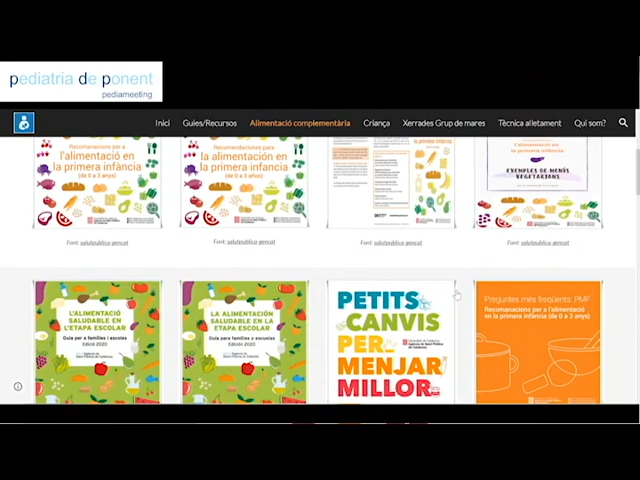 pediatria de ponent
pediameeting
Inici
Guies/Recursos
Alimentació complementària
Criança
Xerrades Grup de mares
Tècnica alletament
Qui som?
Recomanacions per a
l'alimentació en
la primera infància
(de 0 a 3 anys)
Recomendaciones para
la alimentación en
la primera infancia
(de 0 a 3 años)
en la primera infància
EXEMPLES DE MENÚS
VEGETARIANS
Font: salutpublica gencat
Font: salutpublica gencat
Font: salutpublica gencat
Font: salutpublica gencat
L'ALIMENTACIÓ
SALUDABLE EN
L'ETAPA ESCOLAR
Guia per a famílies i escoles
Edició 2020
LA ALIMENTACIÓN
SALUDABLE EN LA
ETAPA ESCOLAR
Guía para familias y escuelas
Edición 2020
PETITS
CANVIS
PER
MENJAR
MILLOR
Preguntes més freqüents: PMF
Recomanacions per a l'alimentació
en la primera infància (de 0 a 3 anys)